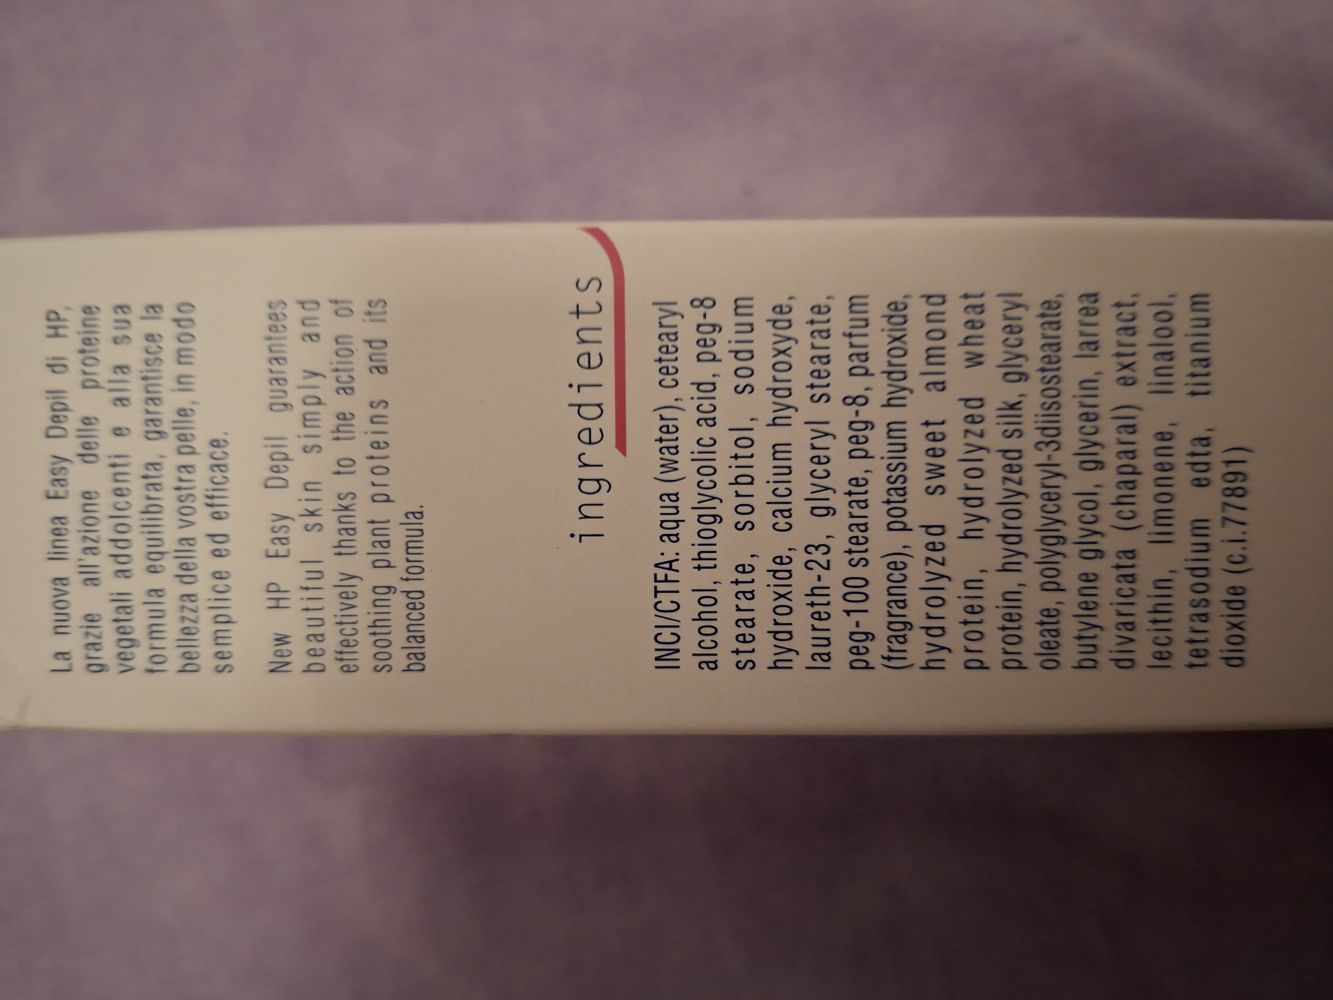 La nuova linea Easy Depil di HP,
grazie all'azione delle proteine
vegetali addolcenti e alla sua
formula equilibrata, garantisce la
bellezza della vostra pelle, in modo
semplice ed efficace.
New HP Easy Depil guarantees
beautiful skin simply and
effectively thanks to the action of
soothing plant proteins and its
balanced formula.
ingredients
INCI/CTFA: aqua (water), cetearyl
alcohol, thioglycolic acid, peg-8
stearate, sorbitol, sodium
hydroxide, calcium hydroxyde,
laureth-23, glyceryl stearate,
peg-100 stearate, peg-8, parfum
(fragrance), potassium hydroxide,
hydrolyzed sweet almond
protein, hydrolyzed wheat
protein, hydrolyzed silk, glyceryl
oleate, polyglyceryl-3diisostearate,
butylene glycol, glycerin, larrea
divaricata (chaparal) extract,
lecithin, limonene, linalool,
tetrasodium edta, titanium
dioxide (c.i.77891)